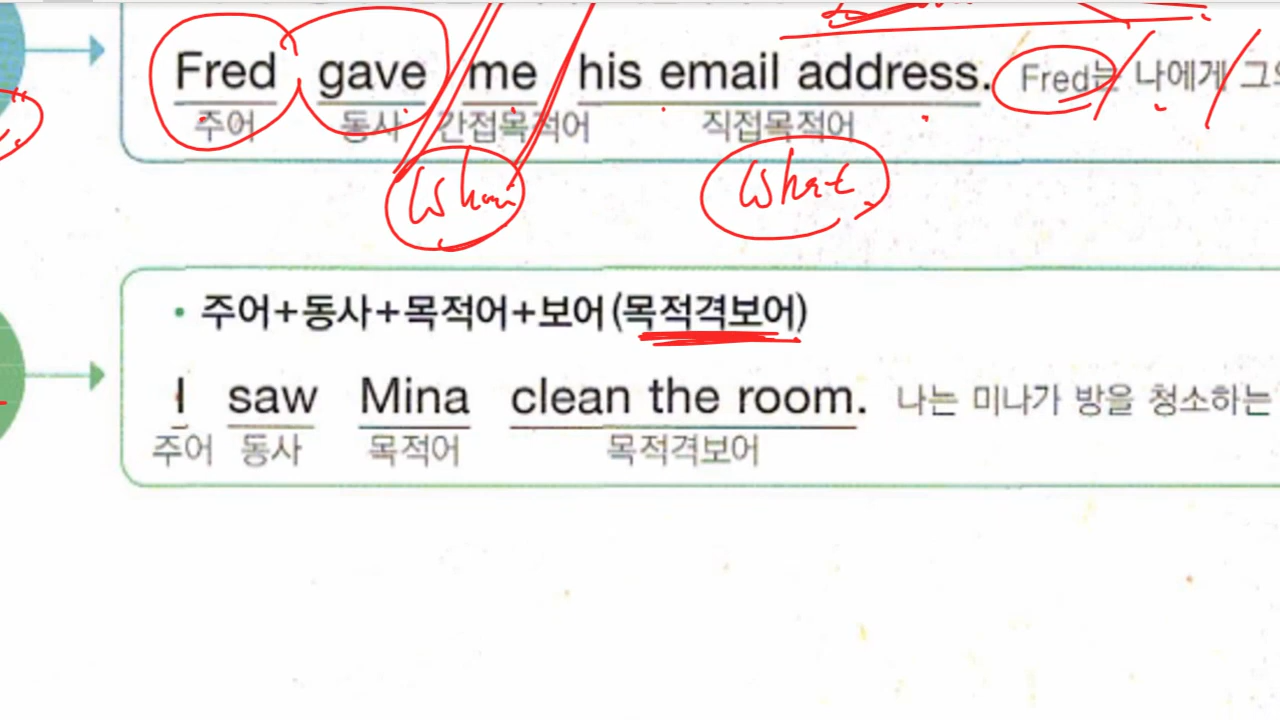 Fred gave me his email address. Fred는 나에게 그의
주어 동사 간접목적어 직접목적어
Whom What
• 주어+동사+목적어+보어(목적격보어)
I saw Mina clean the room. 나는 미나가 방을 청소하는
주어 동사 목적어 목적격보어